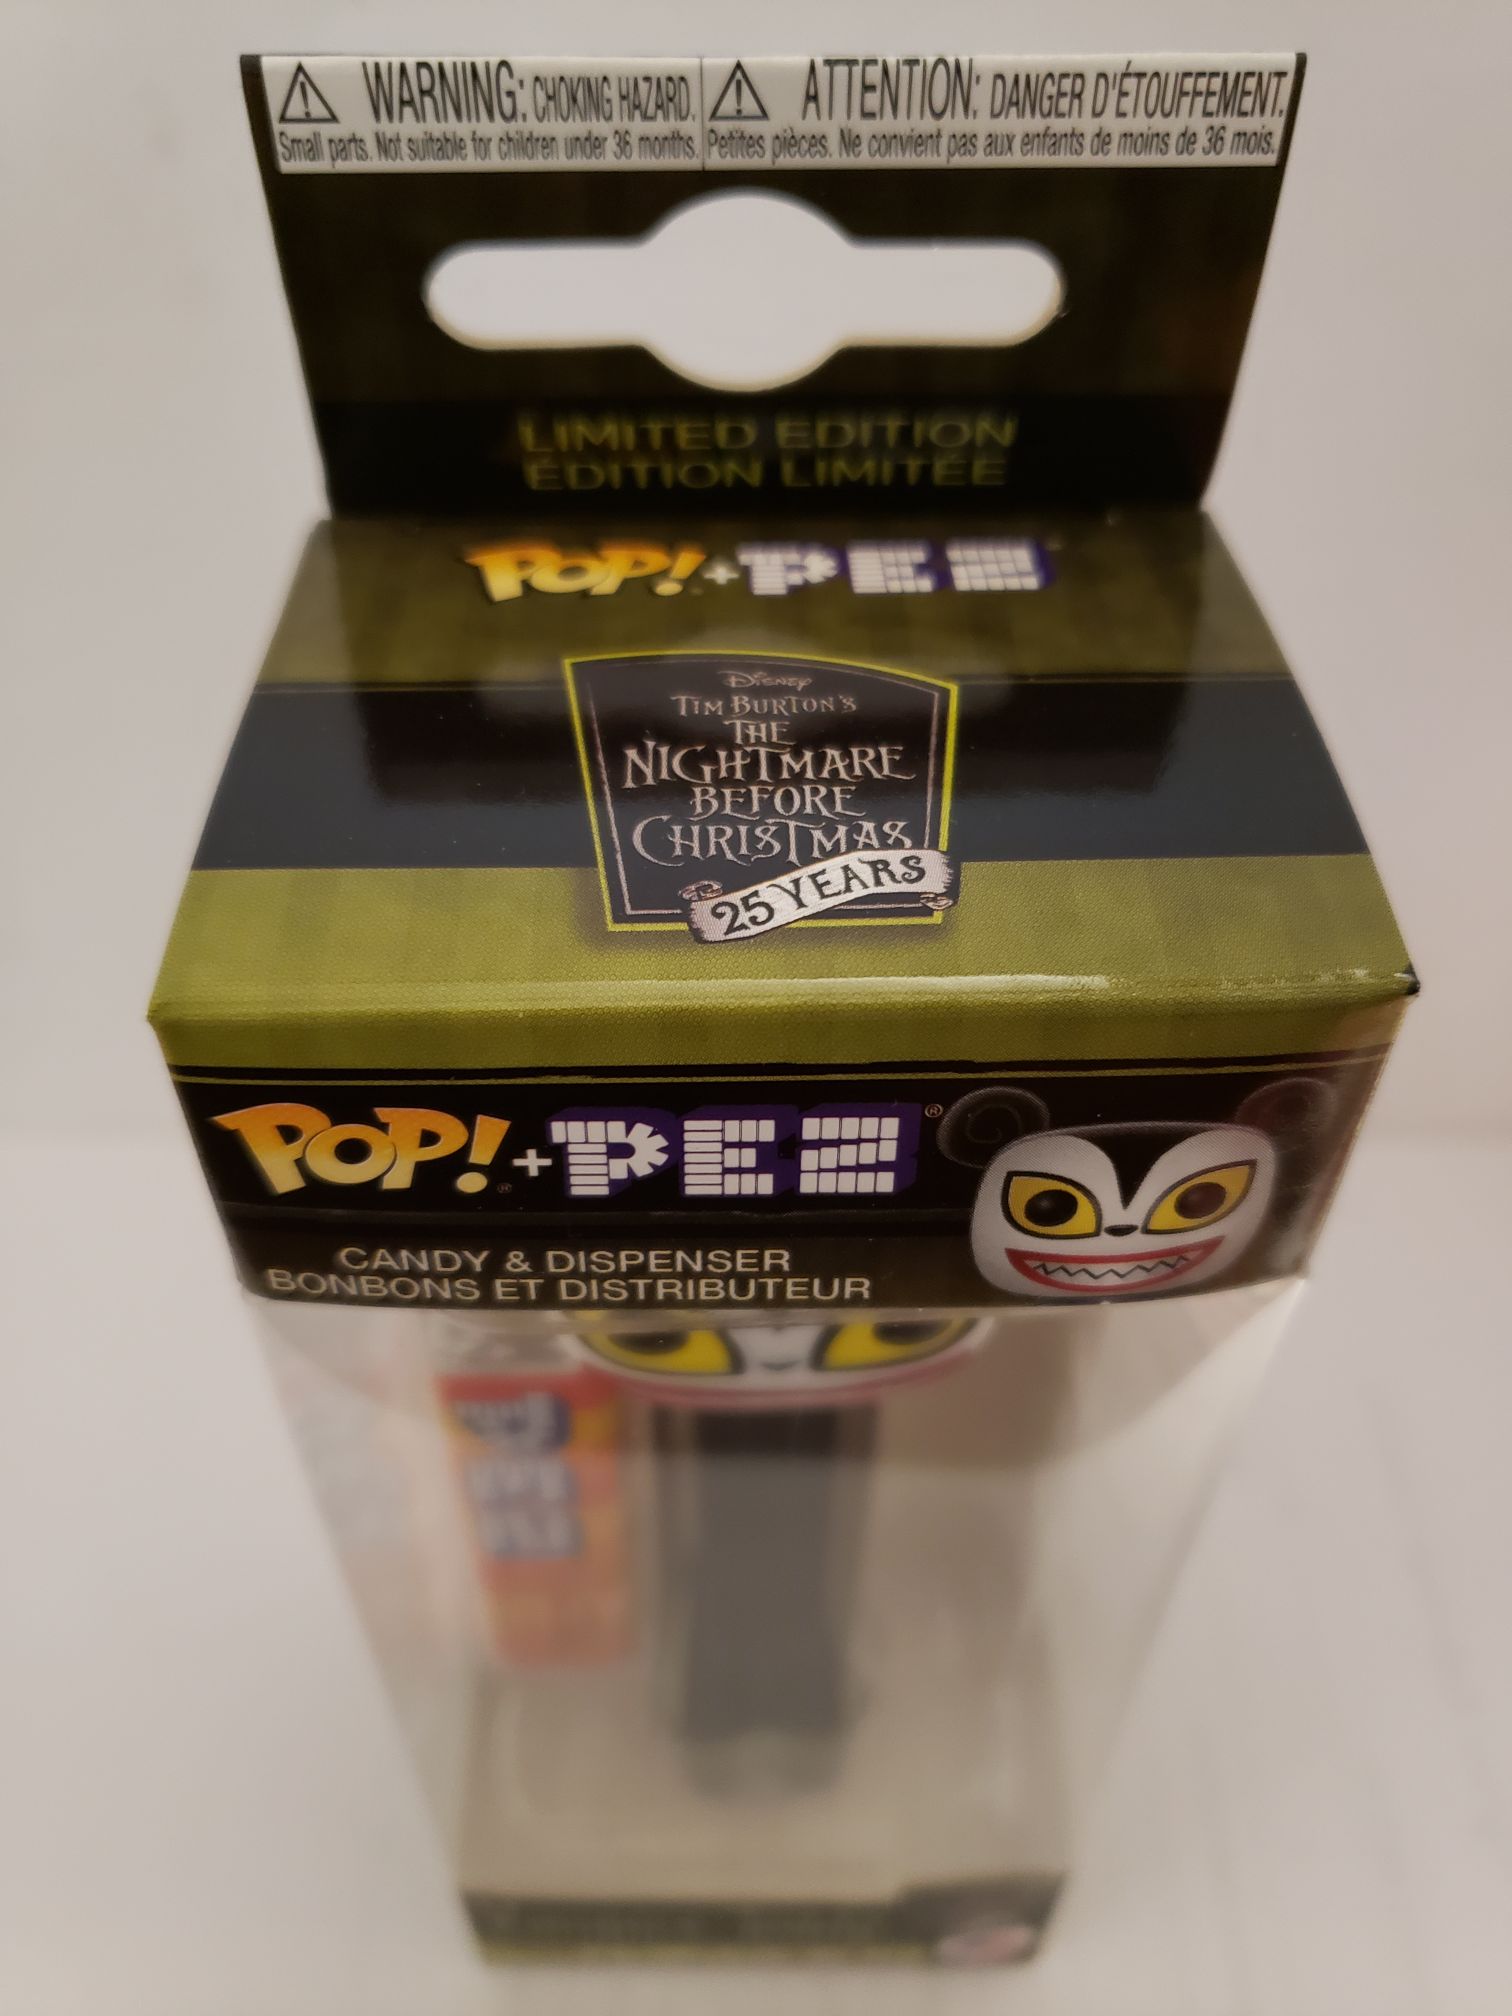 WARNING: CHOKING HAZARD.
Small parts. Not suitable for children under 36 months.
ATTENTION: DANGER D'ÉTOUFFEMENT.
Petites pièces. Ne convient pas aux enfants de moins de 36 mois.
LIMITED EDITION
ÉDITION LIMITÉE
POP! + PEZ
DISNEY
TIM BURTON'S
THE
NIGHTMARE
BEFORE
CHRISTMAS
25 YEARS
POP!® + PEZ®
CANDY & DISPENSER
BONBONS ET DISTRIBUTEUR